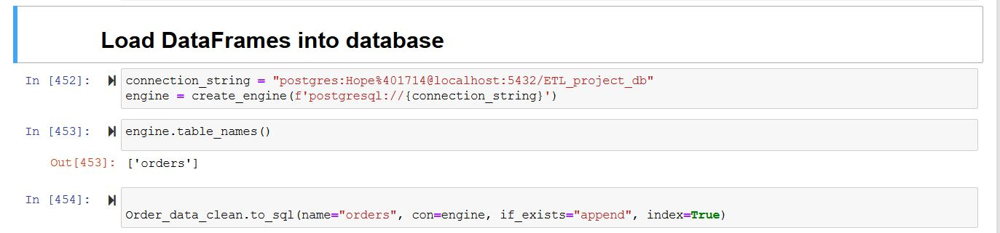 Load DataFrames into database
In [452]:
connection_string = "postgres:Hope%401714@localhost:5432/ETL_project_db"
engine = create_engine(f'postgresql://{connection_string}')
In [453]:
engine.table_names()
Out[453]: ['orders']
In [454]:
Order_data_clean.to_sql(name="orders", con=engine, if_exists="append", index=True)